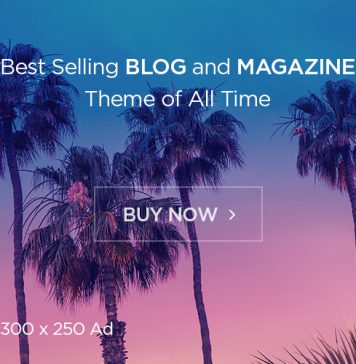 Best Selling BLOG and MAGAZINE
Theme of All Time
BUY NOW >
300 x 250 Ad